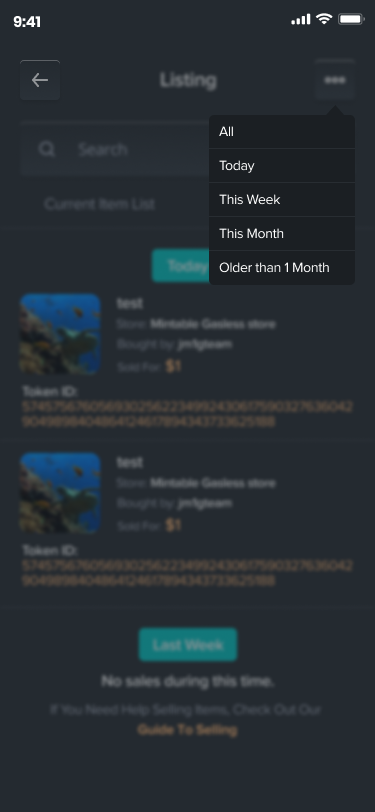 9:41
Listing
All
Search
Today
Current Item List
This Week
This Month
Today
Older than 1 Month
test
Store: Mintable Gasless store
Bought by: jmfgteam
Sold For: $1
Token ID:
test
Store: Mintable Gasless store
Bought by: jmfgteam
Sold For: $1
Token ID:
Last Week
No sales during this time.
If You Need Help Selling Items, Check Out Our
Guide To Selling